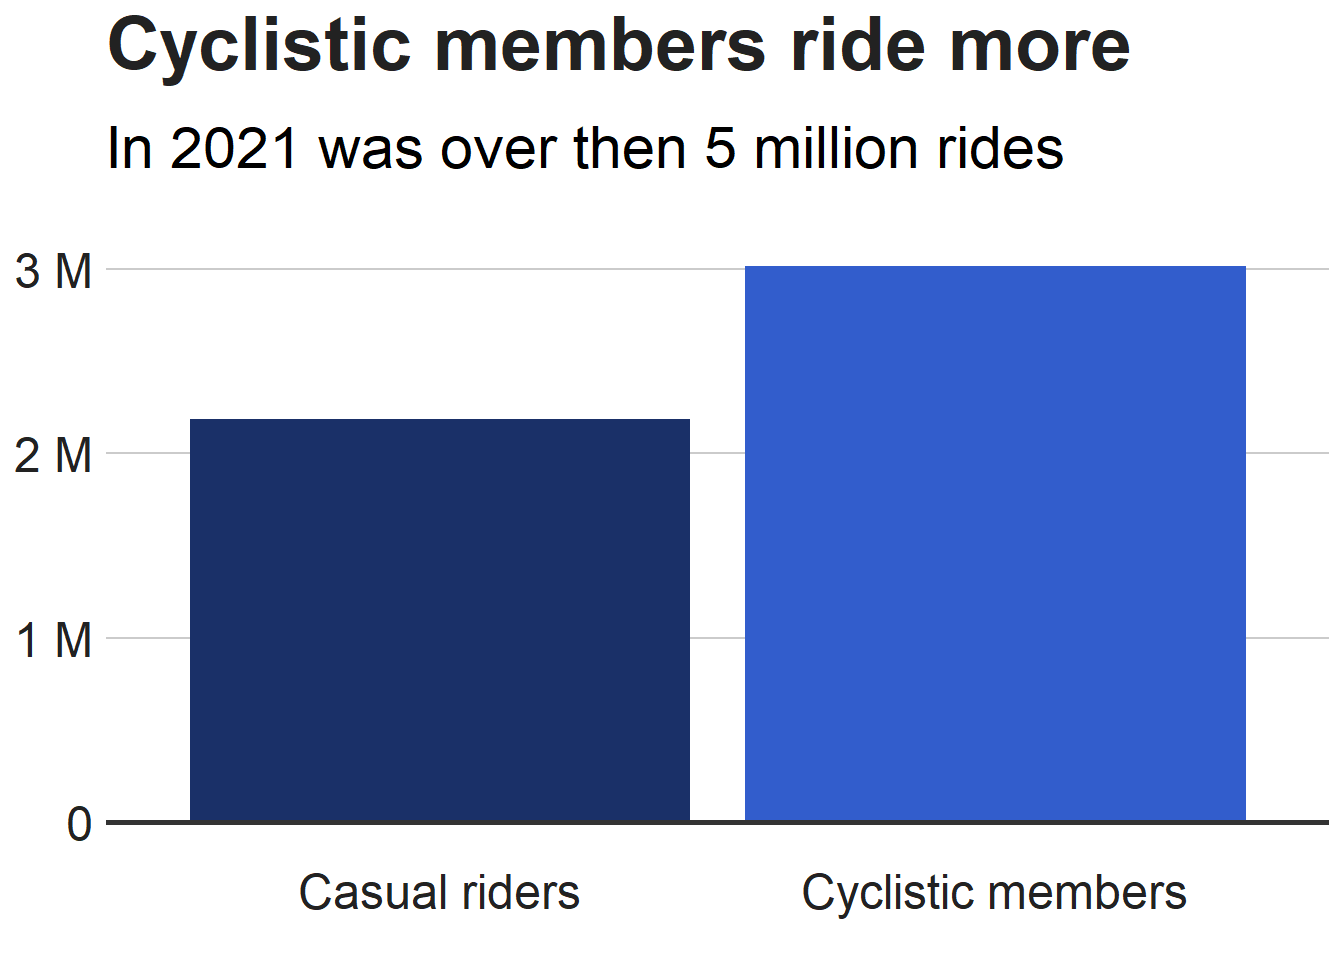 Cyclistic members ride more
In 2021 was over then 5 million rides
3 M
2 M
1 M
0
Casual riders
Cyclistic members